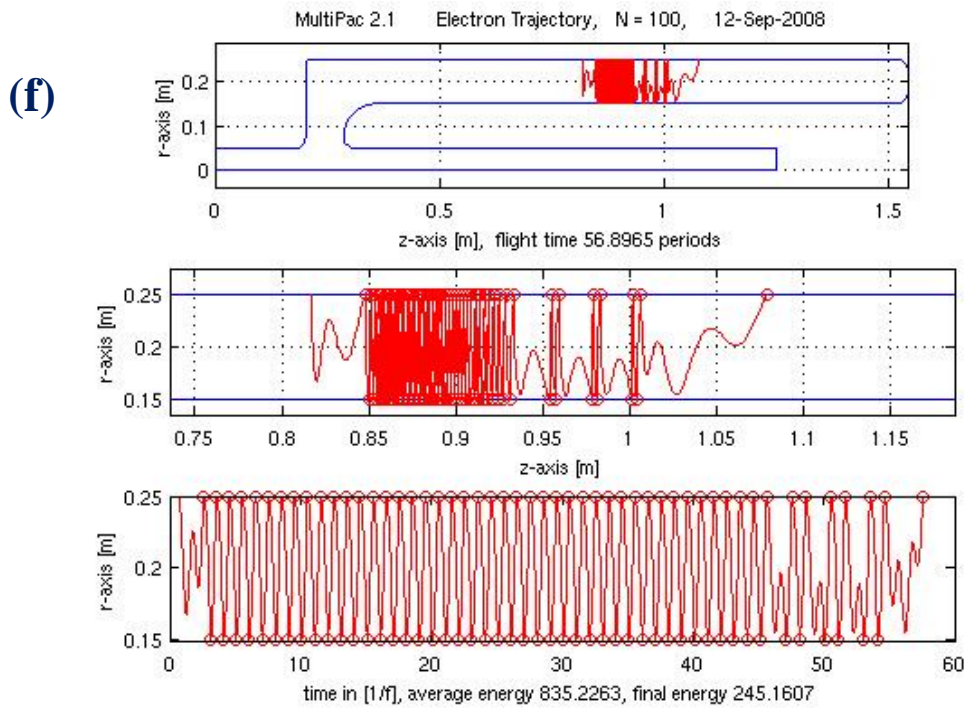 MultiPac 2.1 Electron Trajectory, N = 100, 12-Sep-2008
(f)
r-axis [m]
0.2
0.1
0
0 0.5 1 1.5
z-axis [m], flight time 56.8965 periods
r-axis [m]
0.25
0.2
0.15
0.75 0.8 0.85 0.9 0.95 1 1.05 1.1 1.15
z-axis [m]
r-axis [m]
0.25
0.2
0.15
0 10 20 30 40 50 60
time in [1/f], average energy 835.2263, final energy 245.1607